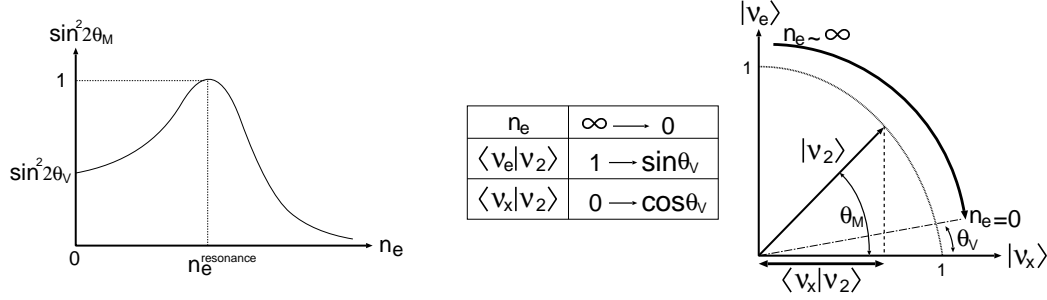 sin²2θ_M
1
sin²2θ_V
0
n_e^resonance
n_e
n_e ∞ → 0
⟨ν_e|ν_2⟩ 1 → sinθ_V
⟨ν_x|ν_2⟩ 0 → cosθ_V
|ν_e⟩
n_e ~ ∞
1
|ν_2⟩
θ_M
n_e=0
θ_V
|ν_x⟩
⟨ν_x|ν_2⟩
1